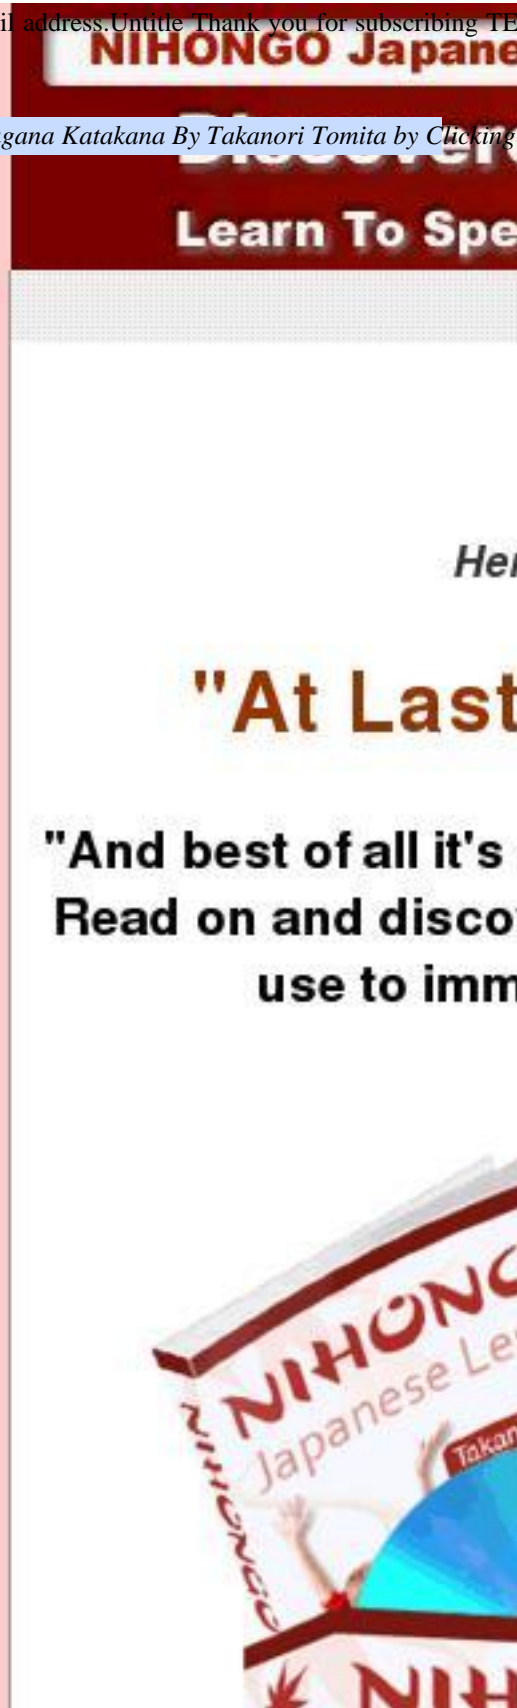 il address.Untitle Thank you for subscribing TE
NIHONGO Japane
gana Katakana By Takanori Tomita by Clicking
Discover
Learn To Spe
Her
"At Last
"And best of all it's
Read on and disco
use to imm
NIHONG
Japanese Le
Takan
NIHONGO
NIH